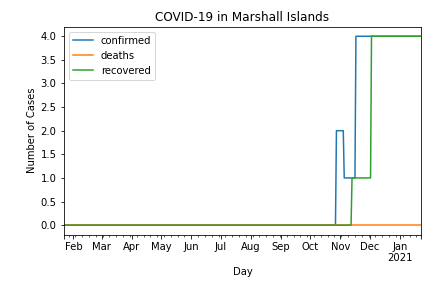 COVID-19 in Marshall Islands
confirmed
deaths
recovered
Number of Cases
4.0
3.5
3.0
2.5
2.0
1.5
1.0
0.5
0.0
Feb Mar Apr May Jun Jul Aug Sep Oct Nov Dec Jan
2021
Day